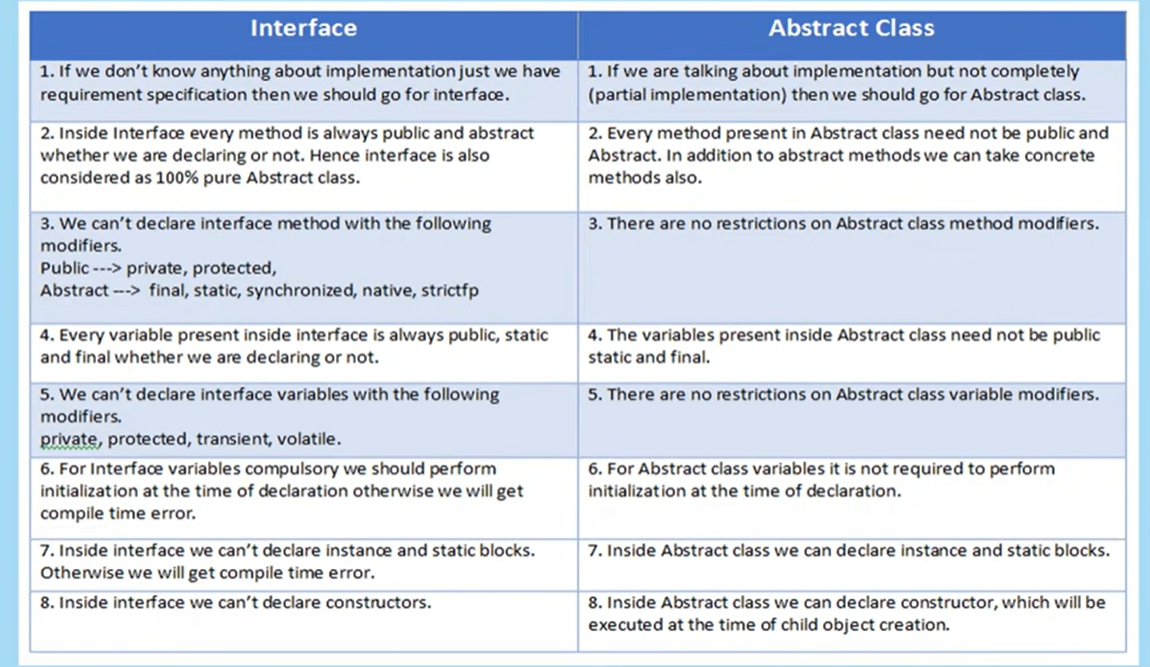 Interface
Abstract Class
1. If we don't know anything about implementation just we have
requirement specification then we should go for interface.
1. If we are talking about implementation but not completely
(partial implementation) then we should go for Abstract class.
2. Inside Interface every method is always public and abstract
whether we are declaring or not. Hence interface is also
considered as 100% pure Abstract class.
2. Every method present in Abstract class need not be public and
Abstract. In addition to abstract methods we can take concrete
methods also.
3. We can't declare interface method with the following
modifiers.
Public ---> private, protected,
Abstract ---> final, static, synchronized, native, strictfp
3. There are no restrictions on Abstract class method modifiers.
4. Every variable present inside interface is always public, static
and final whether we are declaring or not.
4. The variables present inside Abstract class need not be public
static and final.
5. We can't declare interface variables with the following
modifiers.
private, protected, transient, volatile.
5. There are no restrictions on Abstract class variable modifiers.
6. For Interface variables compulsory we should perform
initialization at the time of declaration otherwise we will get
compile time error.
6. For Abstract class variables it is not required to perform
initialization at the time of declaration.
7. Inside interface we can't declare instance and static blocks.
Otherwise we will get compile time error.
7. Inside Abstract class we can declare instance and static blocks.
8. Inside interface we can't declare constructors.
8. Inside Abstract class we can declare constructor, which will be
executed at the time of child object creation.